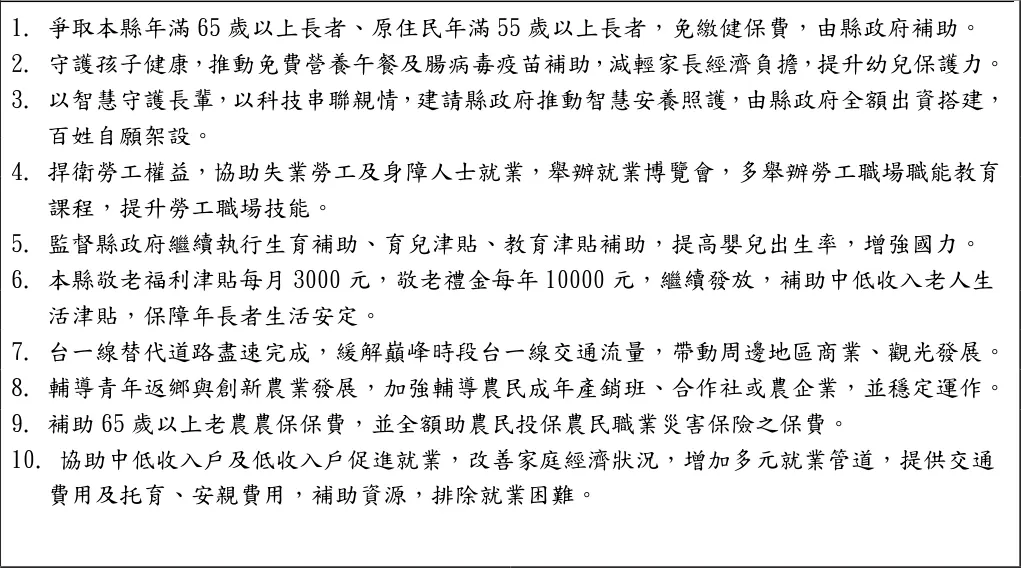 1. 爭取本縣年滿 65 歲以上長者、原住民年滿 55 歲以上長者，免繳健保費，由縣政府補助。
2. 守護孩子健康，推動免費營養午餐及腸病毒疫苗補助，減輕家長經濟負擔，提升幼兒保護力。
3. 以智慧守護長輩，以科技串聯親情，建請縣政府推動智慧安養照護，由縣政府全額出資搭建，
百姓自願架設。
4. 捍衛勞工權益，協助失業勞工及身障人士就業，舉辦就業博覽會，多舉辦勞工職場職能教育
課程，提升勞工職場技能。
5. 監督縣政府繼續執行生育補助、育兒津貼、教育津貼補助，提高嬰兒出生率，增強國力。
6. 本縣敬老福利津貼每月 3000 元，敬老禮金每年 10000 元，繼續發放，補助中低收入老人生
活津貼，保障年長者生活安定。
7. 台一線替代道路盡速完成，緩解巔峰時段台一線交通流量，帶動周邊地區商業、觀光發展。
8. 輔導青年返鄉與創新農業發展，加強輔導農民成年產銷班、合作社或農企業，並穩定運作。
9. 補助 65 歲以上老農農保保費，並全額助農民投保農民職業災害保險之保費。
10. 協助中低收入戶及低收入戶促進就業，改善家庭經濟狀況，增加多元就業管道，提供交通
費用及托育、安親費用，補助資源，排除就業困難。